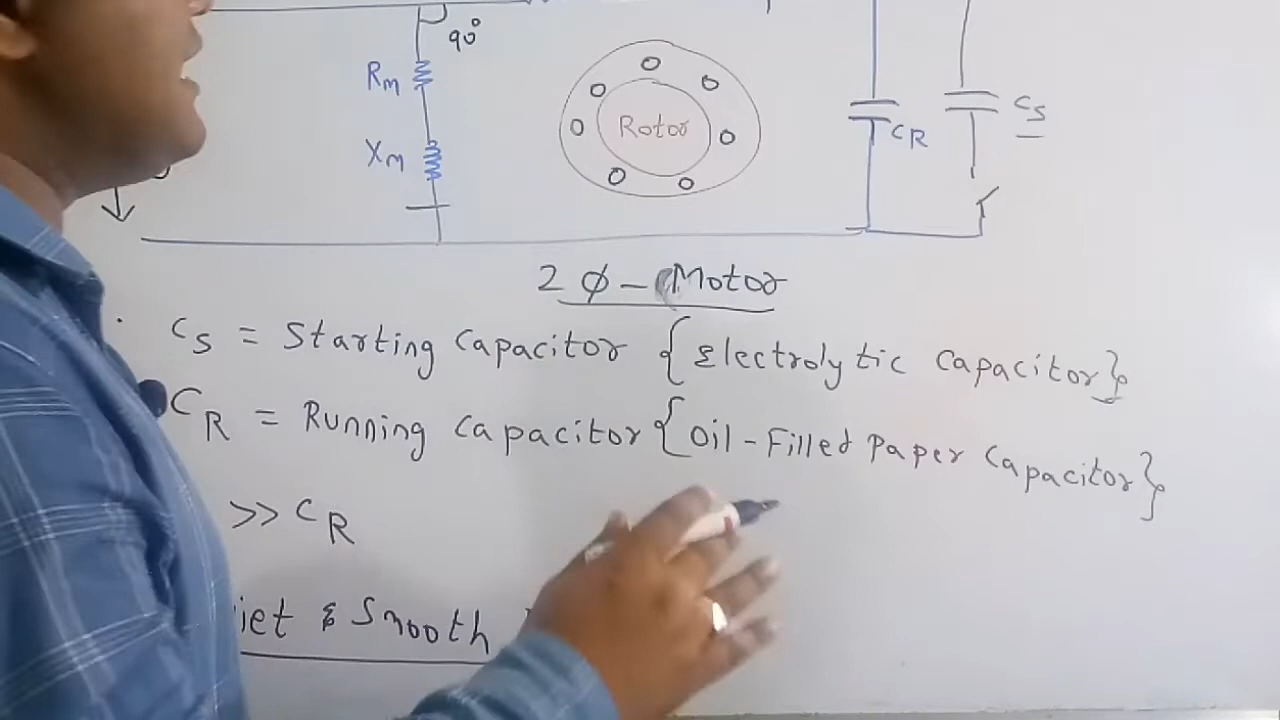 90°
Rm
Xm
Rotor
CR
Cs
2 φ - Motor
Cs = Starting Capacitor {Electrolytic Capacitor}
CR = Running Capacitor {Oil-Filled Paper Capacitor}
>> CR
iet & Smooth